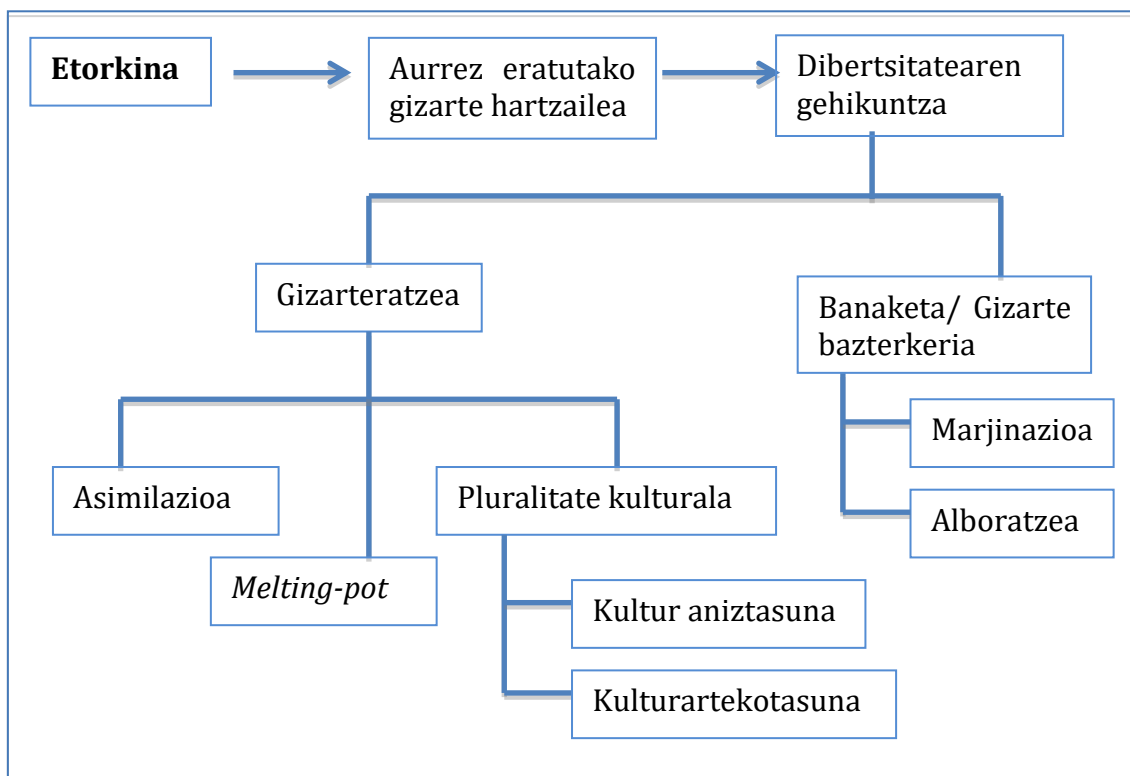 Etorkina
Aurrez eratutako
gizarte hartzailea
Dibertsitatearen
gehikuntza
Gizarteratzea
Banaketa/ Gizarte
bazterkeria
Marjinazioa
Alboratzea
Asimilazioa
Melting-pot
Pluralitate kulturala
Kultur aniztasuna
Kulturartekotasuna